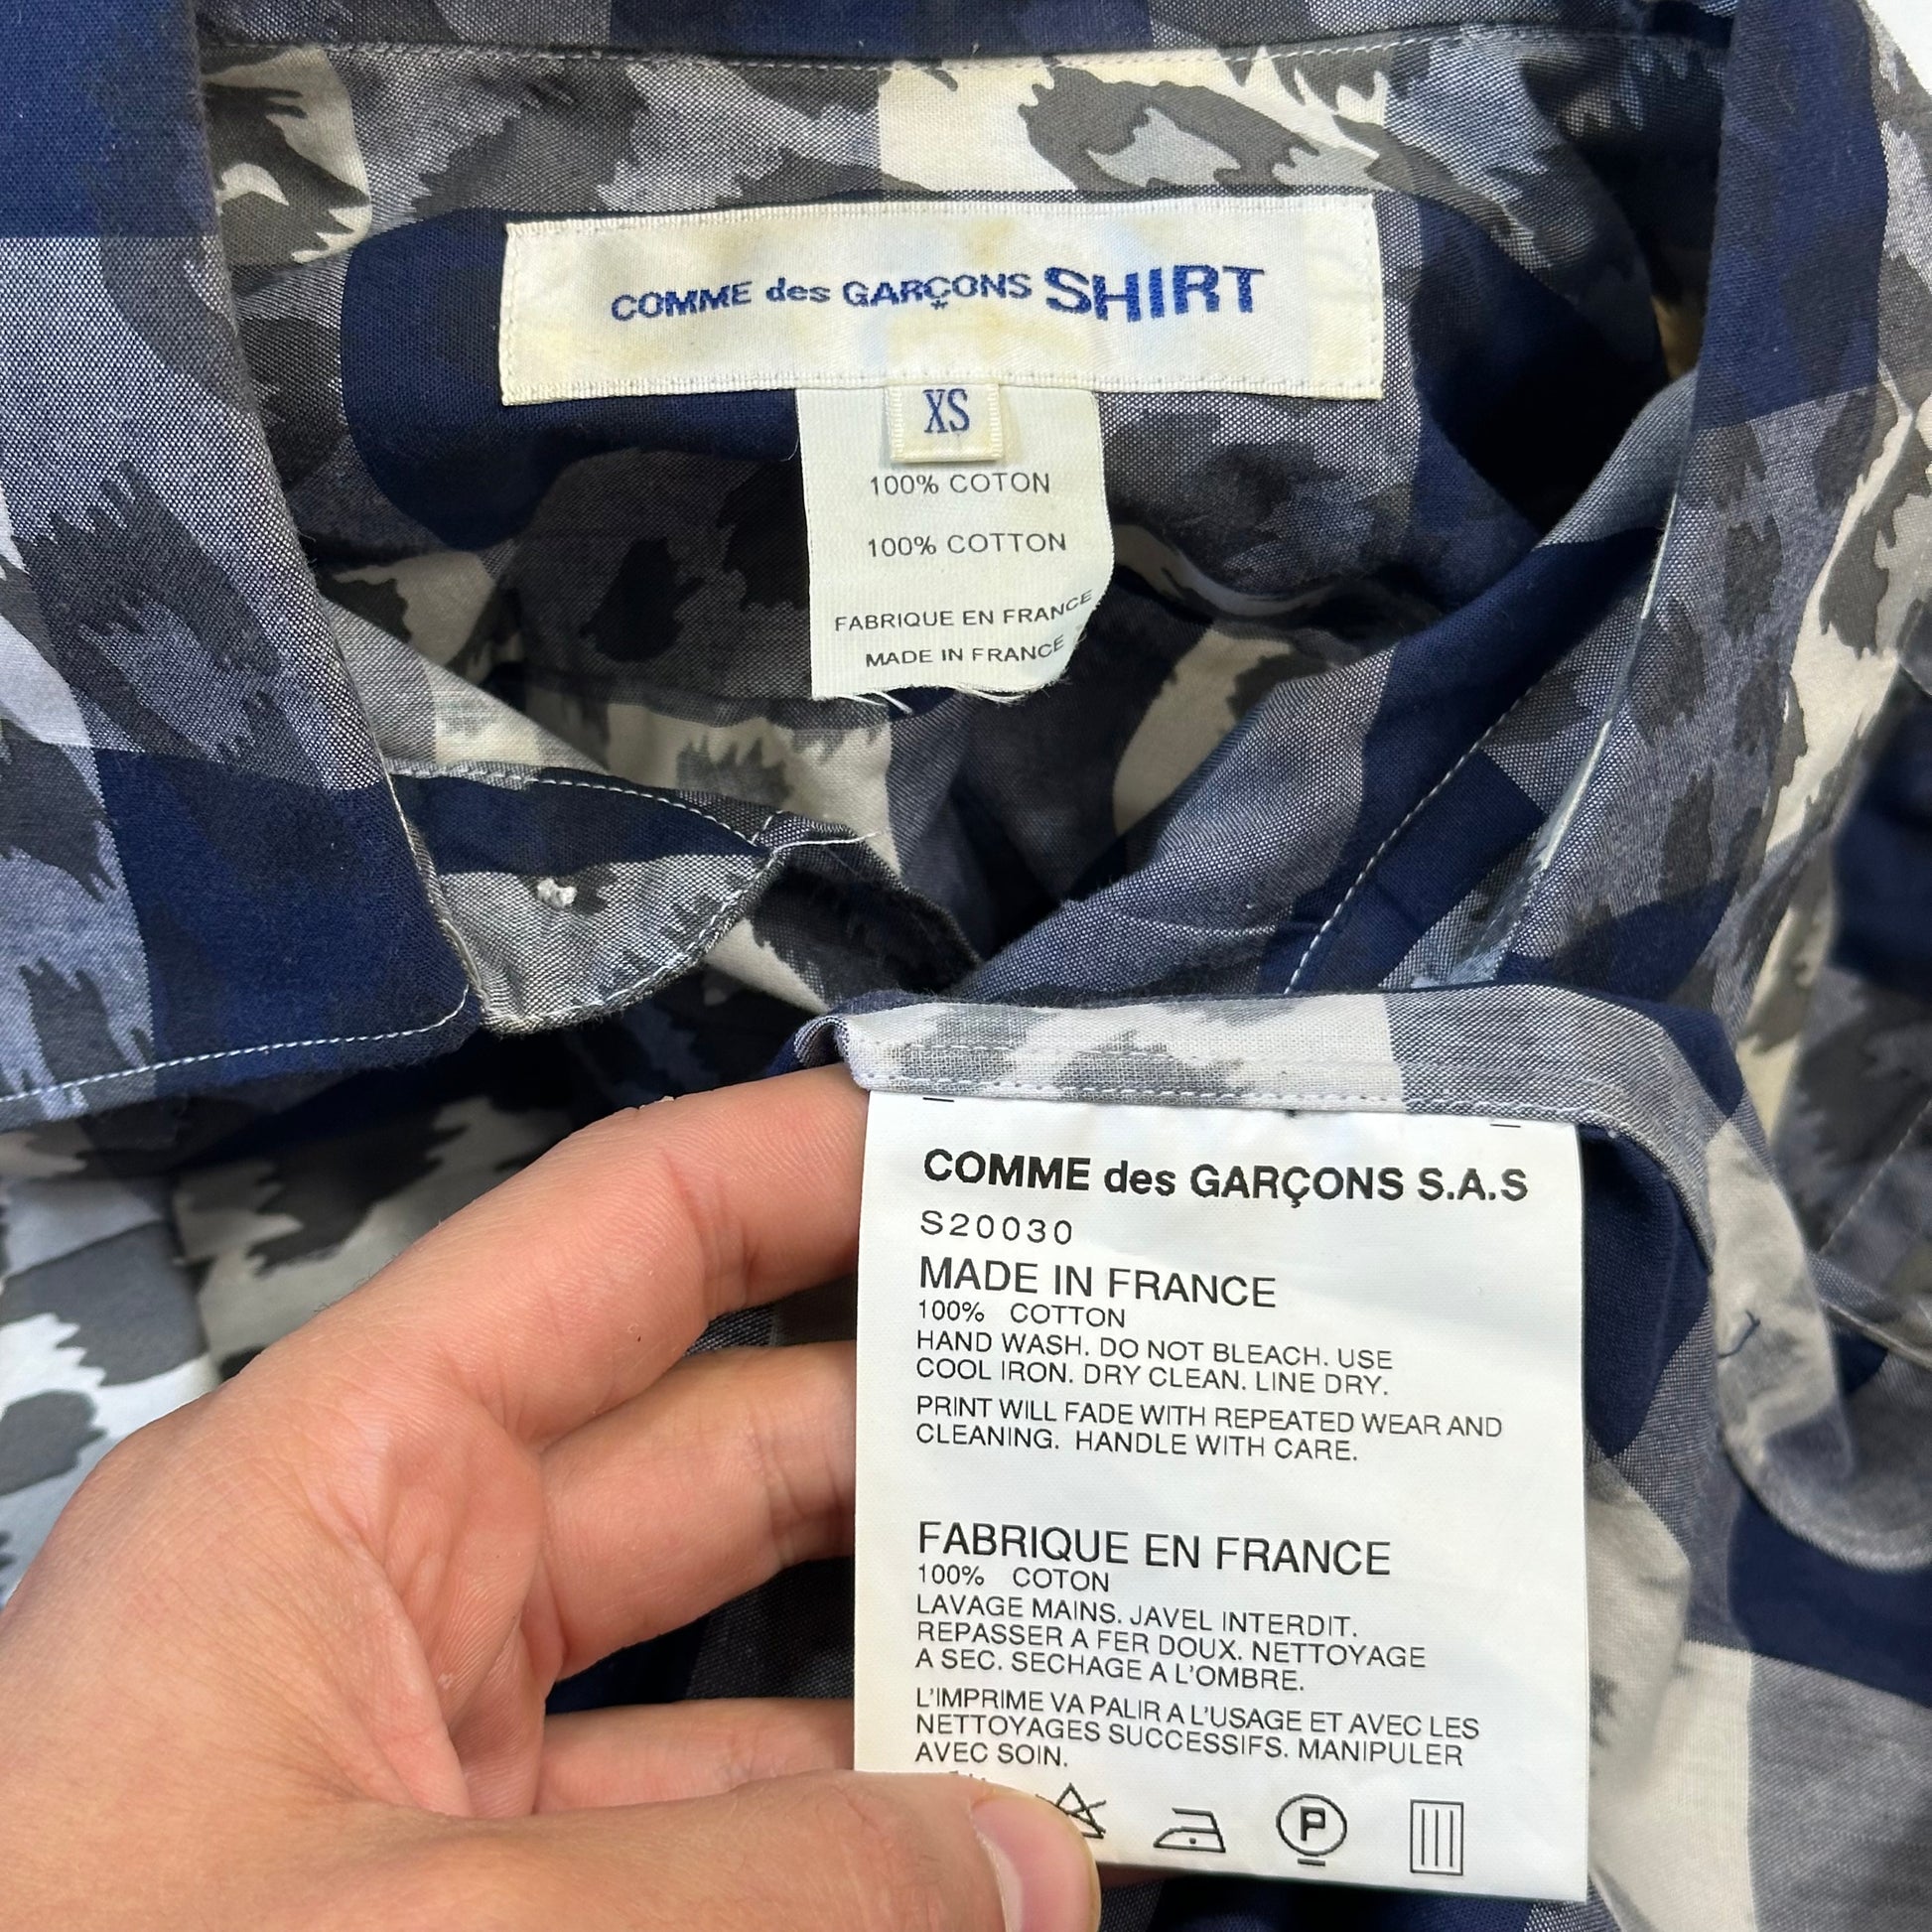 COMME des GARÇONS SHIRT
XS
100% COTON
100% COTTON
FABRIQUE EN FRANCE
MADE IN FRANCE
COMME des GARÇONS S.A.S
S20030
MADE IN FRANCE
100% COTTON
HAND WASH. DO NOT BLEACH. USE
COOL IRON. DRY CLEAN. LINE DRY.
PRINT WILL FADE WITH REPEATED WEAR AND
CLEANING. HANDLE WITH CARE.
FABRIQUE EN FRANCE
100% COTON
LAVAGE MAINS. JAVEL INTERDIT.
REPASSER A FER DOUX. NETTOYAGE
A SEC. SECHAGE A L'OMBRE.
L'IMPRIME VA PALIR A L'USAGE ET AVEC LES
NETTOYAGES SUCCESSIFS. MANIPULER
AVEC SOIN.
P